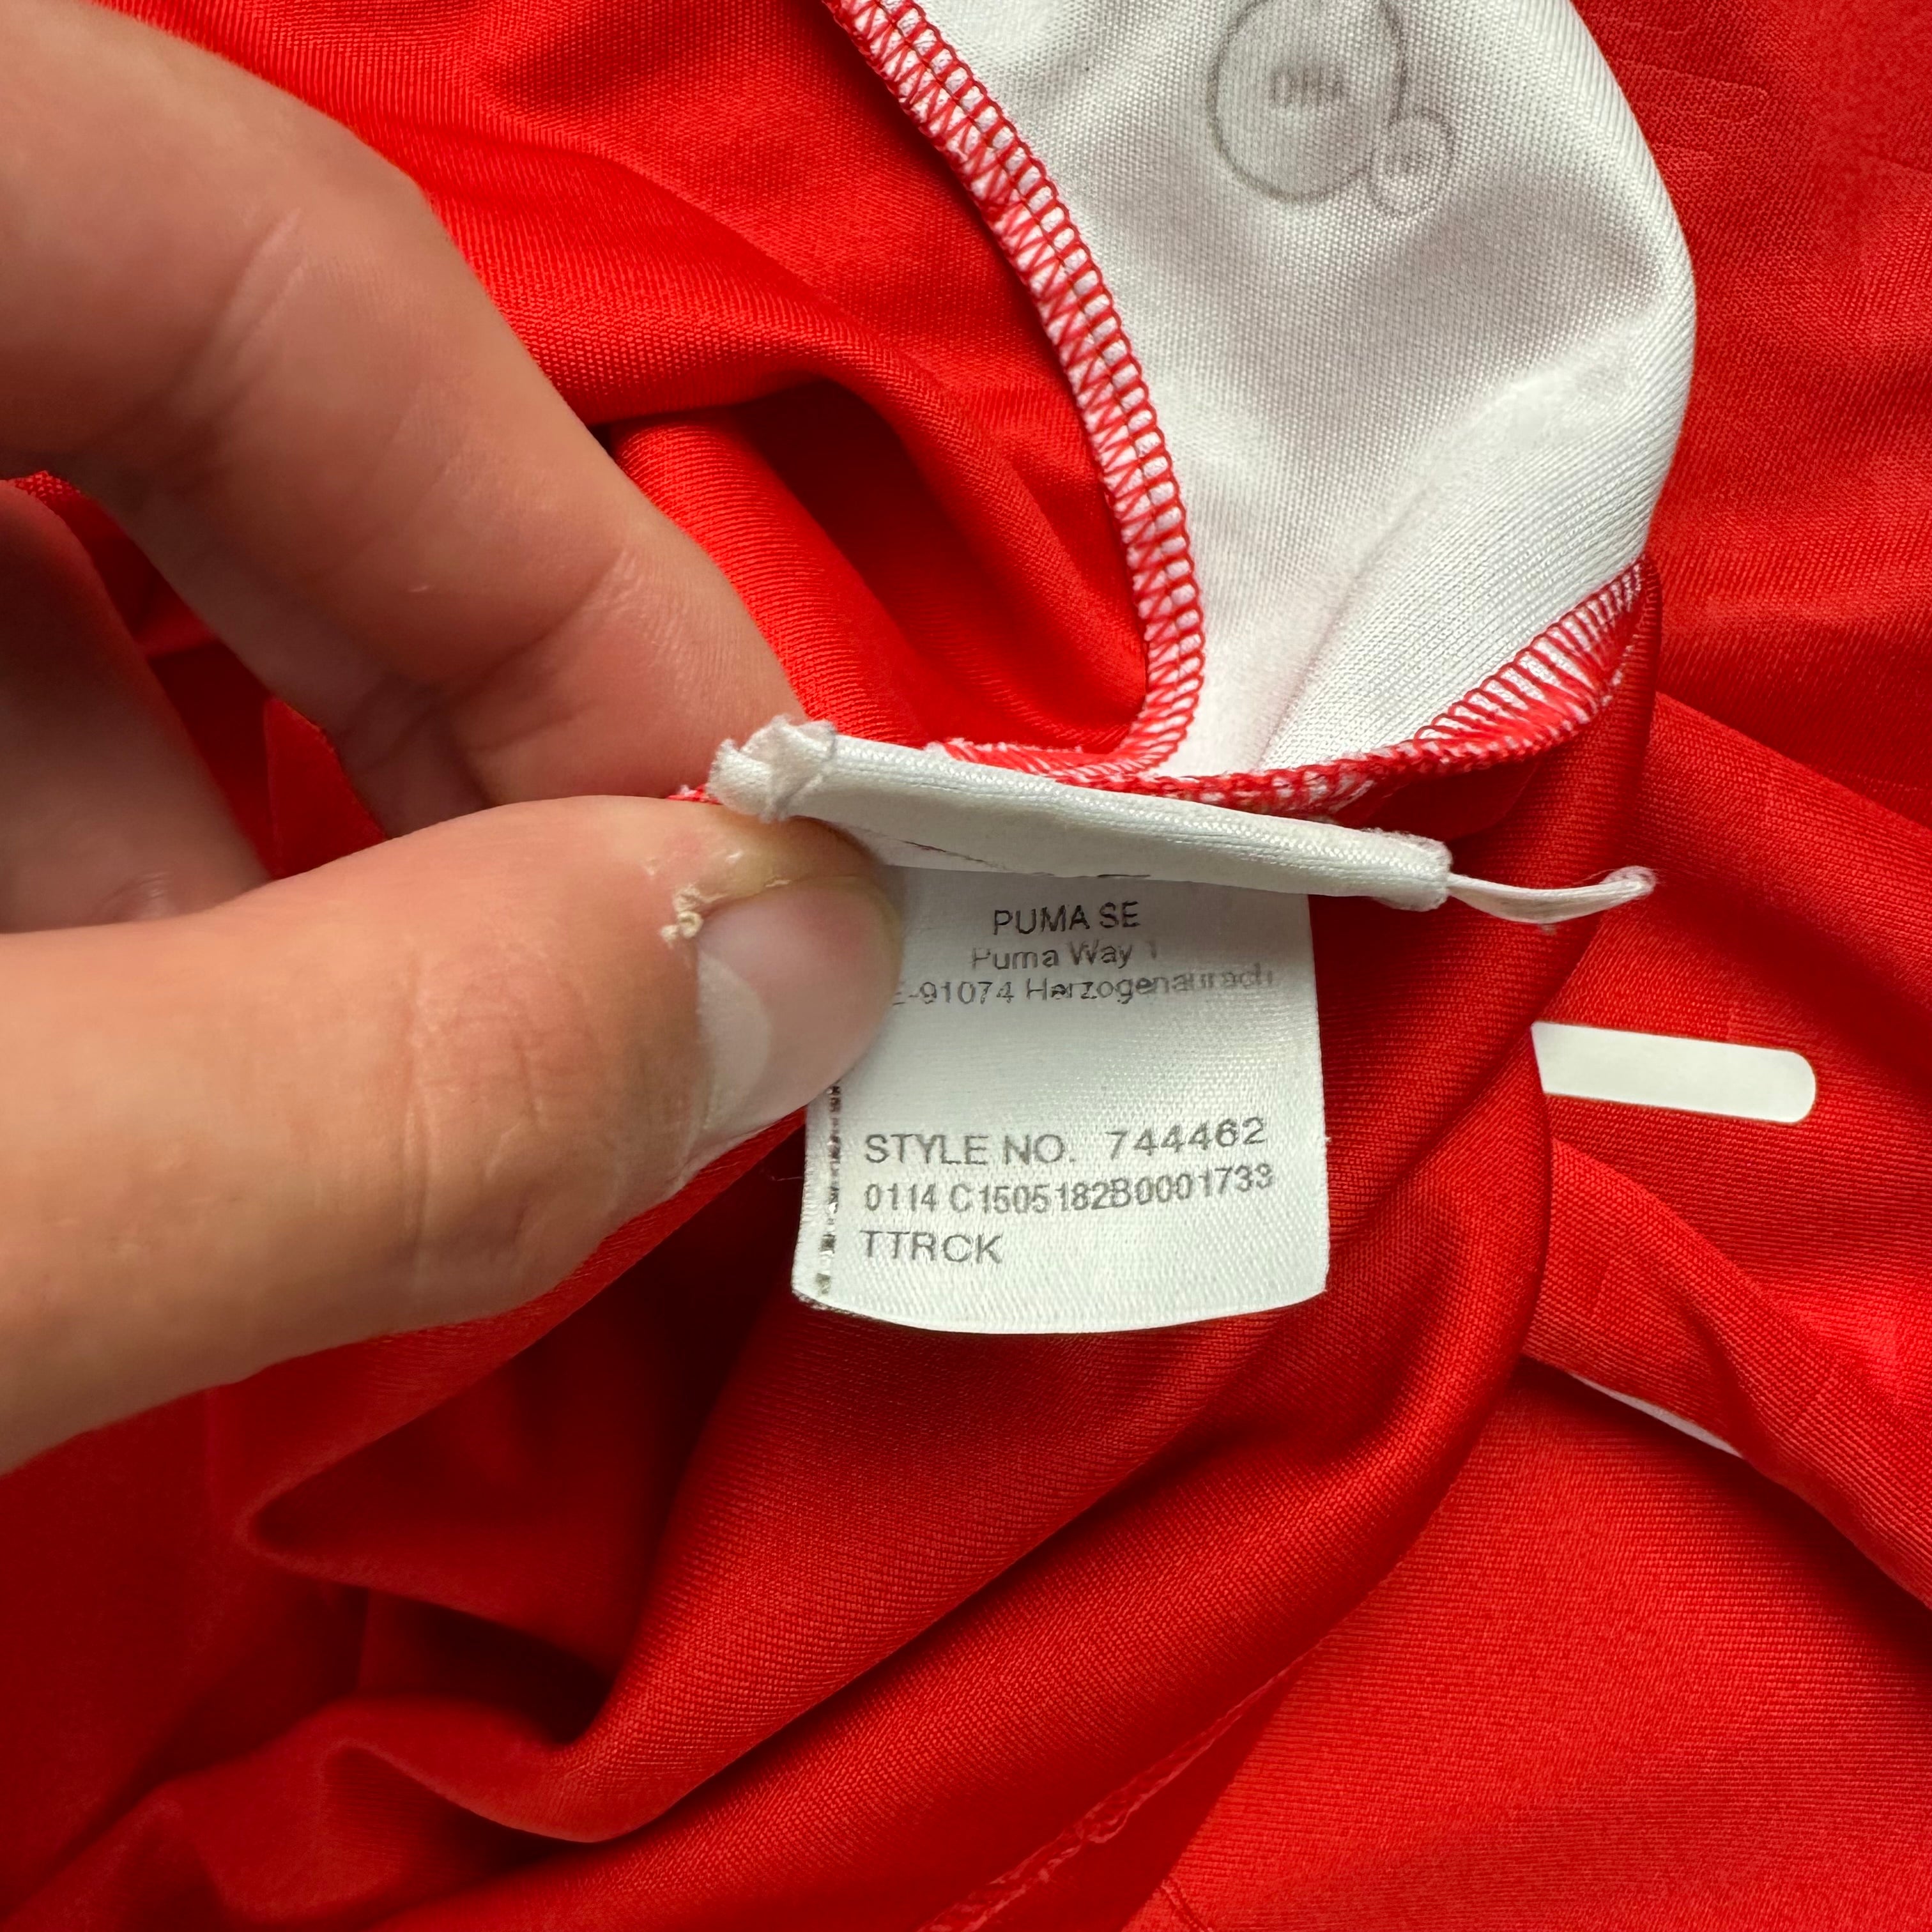 PUMA SE
Puma Way 1
E-91074 Herzogenaurach
STYLE NO. 744462
0114 C1505182B0001733
TTRCK